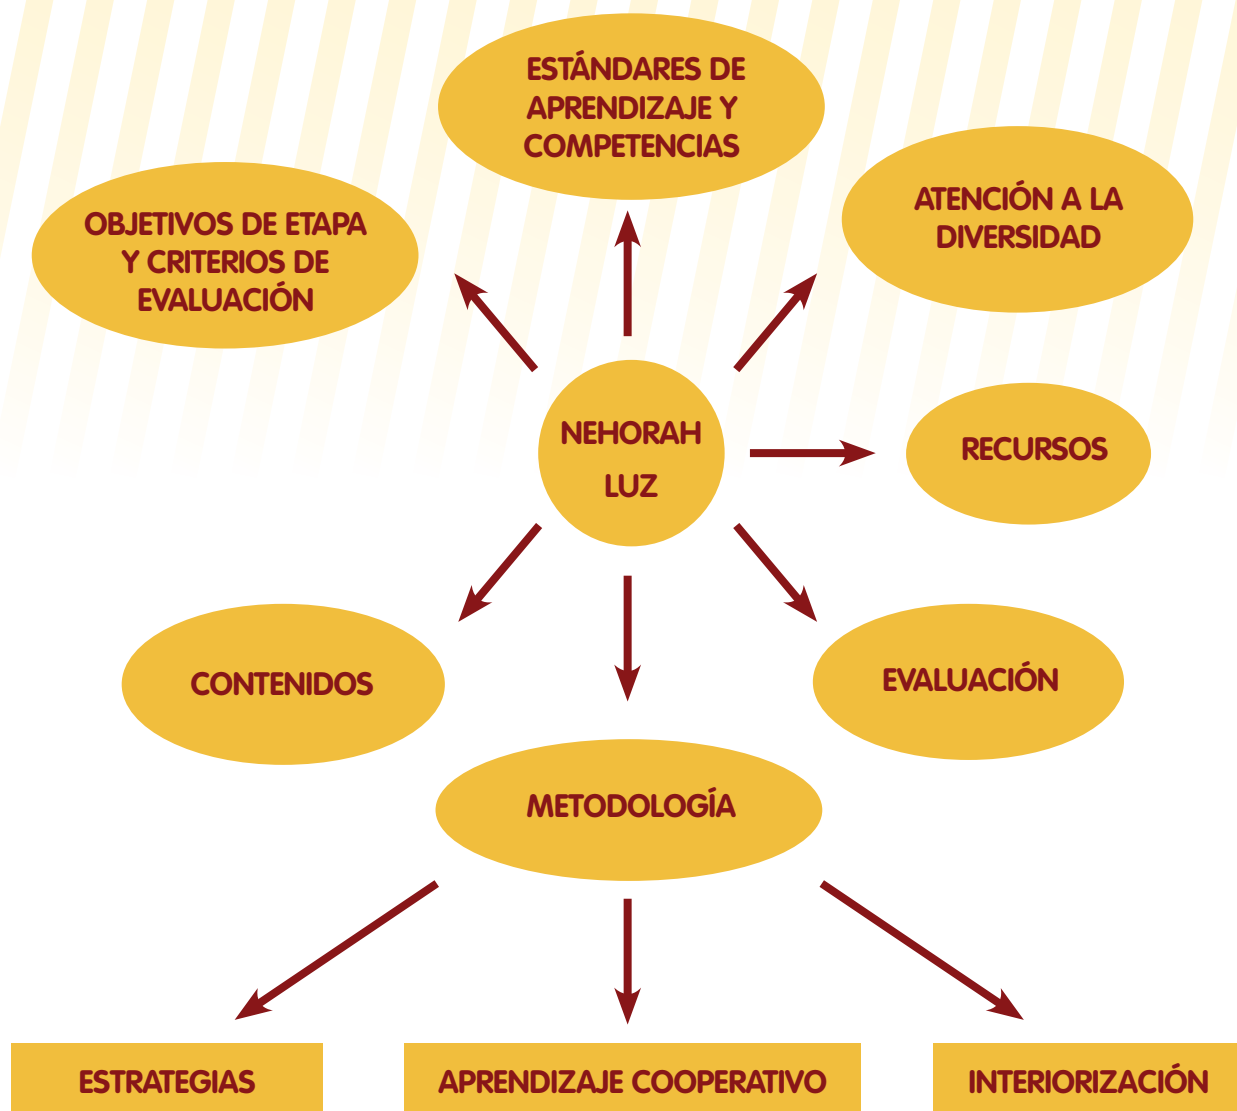 ESTÁNDARES DE
APRENDIZAJE Y
COMPETENCIAS
ATENCIÓN A LA
DIVERSIDAD
OBJETIVOS DE ETAPA
Y CRITERIOS DE
EVALUACIÓN
NEHORAH
LUZ
RECURSOS
CONTENIDOS
EVALUACIÓN
METODOLOGÍA
ESTRATEGIAS
APRENDIZAJE COOPERATIVO
INTERIORIZACIÓN